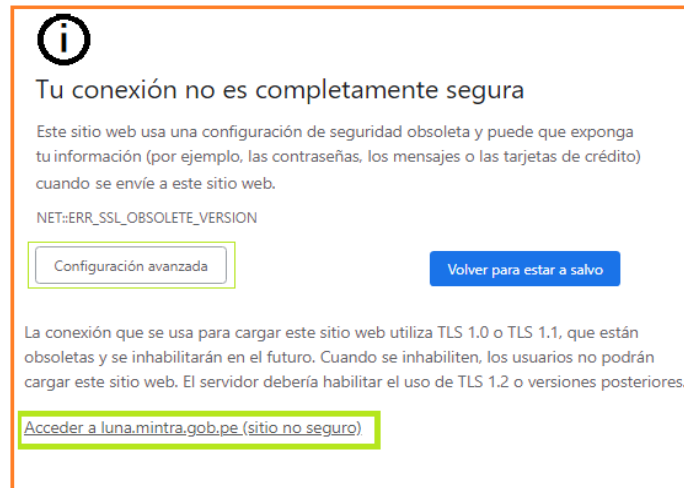 Tu conexión no es completamente segura
Este sitio web usa una configuración de seguridad obsoleta y puede que exponga
tu información (por ejemplo, las contraseñas, los mensajes o las tarjetas de crédito)
cuando se envíe a este sitio web.
NET::ERR_SSL_OBSOLETE_VERSION
Configuración avanzada
Volver para estar a salvo
La conexión que se usa para cargar este sitio web utiliza TLS 1.0 o TLS 1.1, que están
obsoletas y se inhabilitarán en el futuro. Cuando se inhabiliten, los usuarios no podrán
cargar este sitio web. El servidor debería habilitar el uso de TLS 1.2 o versiones posteriores.
Acceder a luna.mintra.gob.pe (sitio no seguro)